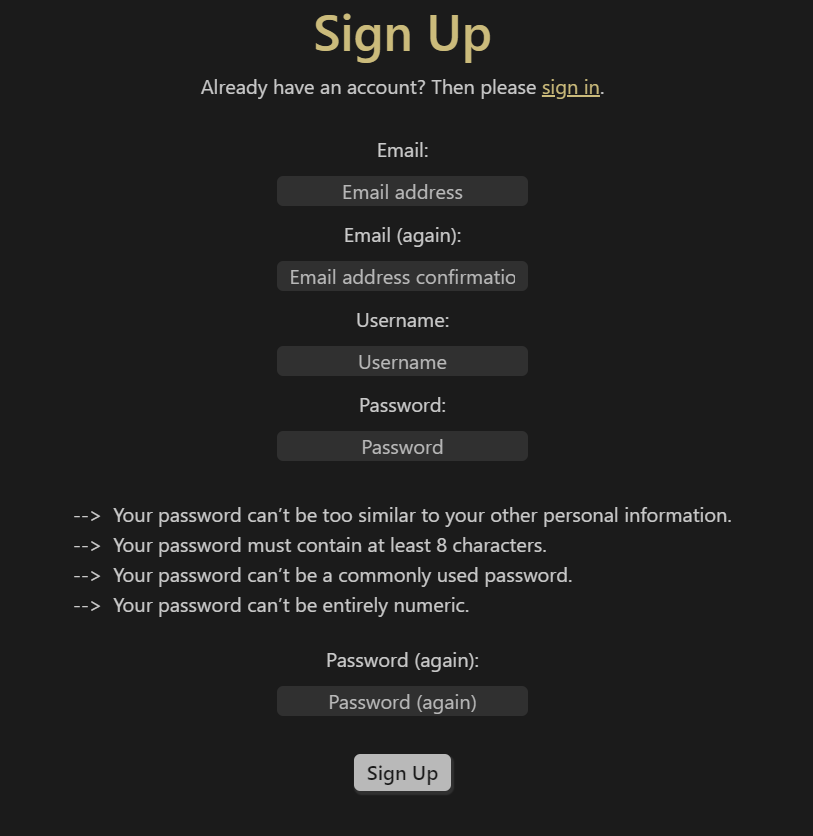 Sign Up
Already have an account? Then please sign in.
Email:
Email address
Email (again):
Email address confirmatio
Username:
Username
Password:
Password
--> Your password can’t be too similar to your other personal information.
--> Your password must contain at least 8 characters.
--> Your password can’t be a commonly used password.
--> Your password can’t be entirely numeric.
Password (again):
Password (again)
Sign Up